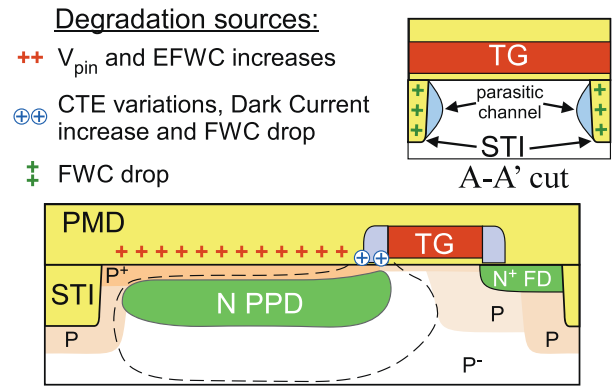 Degradation sources:
++ V_pin and EFWC increases
⊕⊕ CTE variations, Dark Current
increase and FWC drop
‡ FWC drop
TG
parasitic
channel
STI
A-A' cut
PMD
TG
P+
STI
N PPD
N+ FD
P
P
P
P-